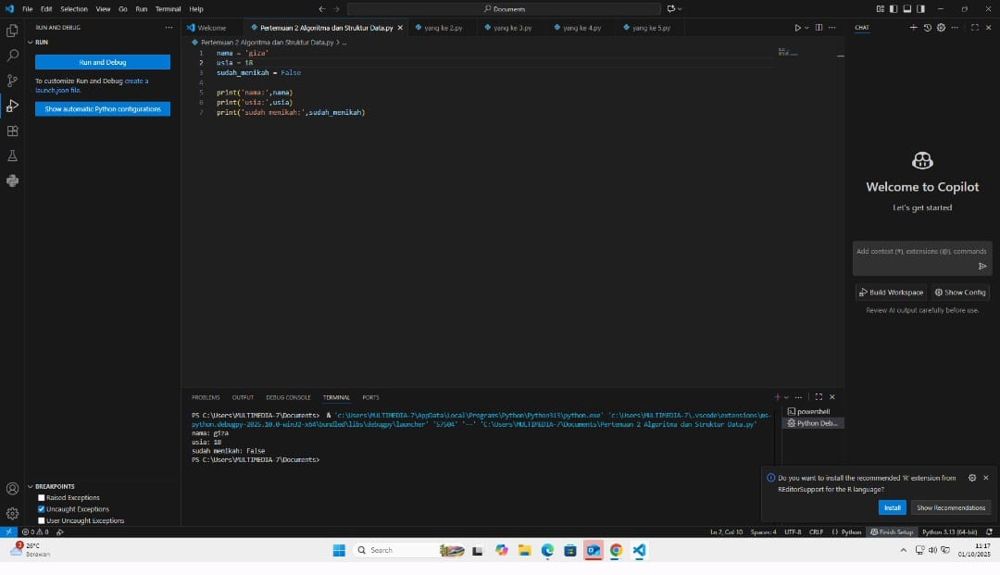 File Edit Selection View Go Run Terminal Help
Documents
RUN AND DEBUG
Welcome Pertemuan 2 Algoritma dan Struktur Data.py yang ke 2.py yang ke 3.py yang ke 4.py yang ke 5.py
CHAT
RUN
Pertemuan 2 Algoritma dan Struktur Data.py > ...
Run and Debug
To customize Run and Debug create a
launch.json file.
Show automatic Python configurations
1 nama = 'giza'
2 usia = 18
3 sudah_menikah = False
4
5 print('nama:',nama)
6 print('usia:',usia)
7 print('sudah menikah:',sudah_menikah)
Welcome to Copilot
Let's get started
Add context (#), extensions (@), commands
Build Workspace Show Config
Review AI output carefully before use.
PROBLEMS OUTPUT DEBUG CONSOLE TERMINAL PORTS
PS C:\Users\MULTIMEDIA-7\Documents> & 'c:\Users\MULTIMEDIA-7\AppData\Local\Programs\Python\Python313\python.exe' 'c:\Users\MULTIMEDIA-7\.vscode\extensions\ms-
python.debugpy-2025.10.0-win32-x64\bundled\libs\debugpy\launcher' '57504' '--' 'C:\Users\MULTIMEDIA-7\Documents\Pertemuan 2 Algoritma dan Struktur Data.py'
nama: giza
usia: 18
sudah menikah: False
PS C:\Users\MULTIMEDIA-7\Documents>
powershell
Python Deb...
BREAKPOINTS
Raised Exceptions
Uncaught Exceptions
User Uncaught Exceptions
Do you want to install the recommended 'R' extension from
REditorSupport for the R language?
Install Show Recommendations
0 0
Ln 2, Col 10 Spaces: 4 UTF-8 CRLF {} Python Finish Setup Python 3.13 (64-bit)
3
26°C
Berawan
Search
11:17
01/10/2025